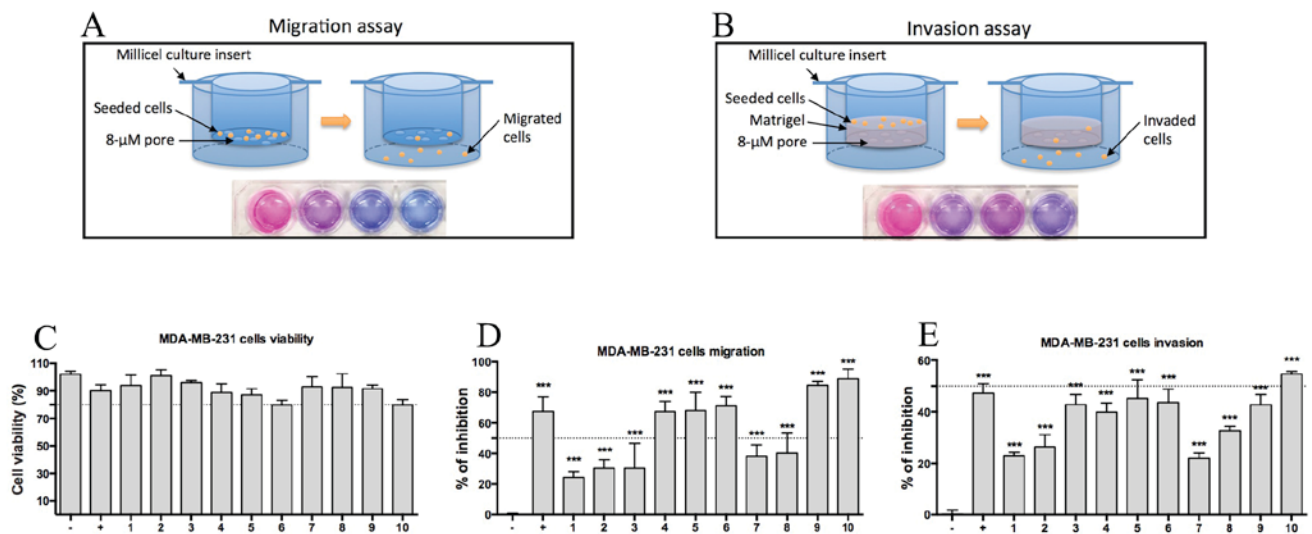 A
Migration assay
Millicel culture insert
Seeded cells
8-μM pore
Migrated
cells
B
Invasion assay
Millicel culture insert
Seeded cells
Matrigel
8-μM pore
Invaded
cells
C
MDA-MB-231 cells viability
Cell viability (%)
110
90
70
50
30
10
- + 1 2 3 4 5 6 7 8 9 10
D
MDA-MB-231 cells migration
% of inhibition
100
80
60
40
20
0
*** *** *** *** *** *** *** *** *** *** ***
- + 1 2 3 4 5 6 7 8 9 10
E
MDA-MB-231 cells invasion
% of inhibition
60
40
20
0
*** *** *** *** *** *** *** *** *** *** ***
- + 1 2 3 4 5 6 7 8 9 10